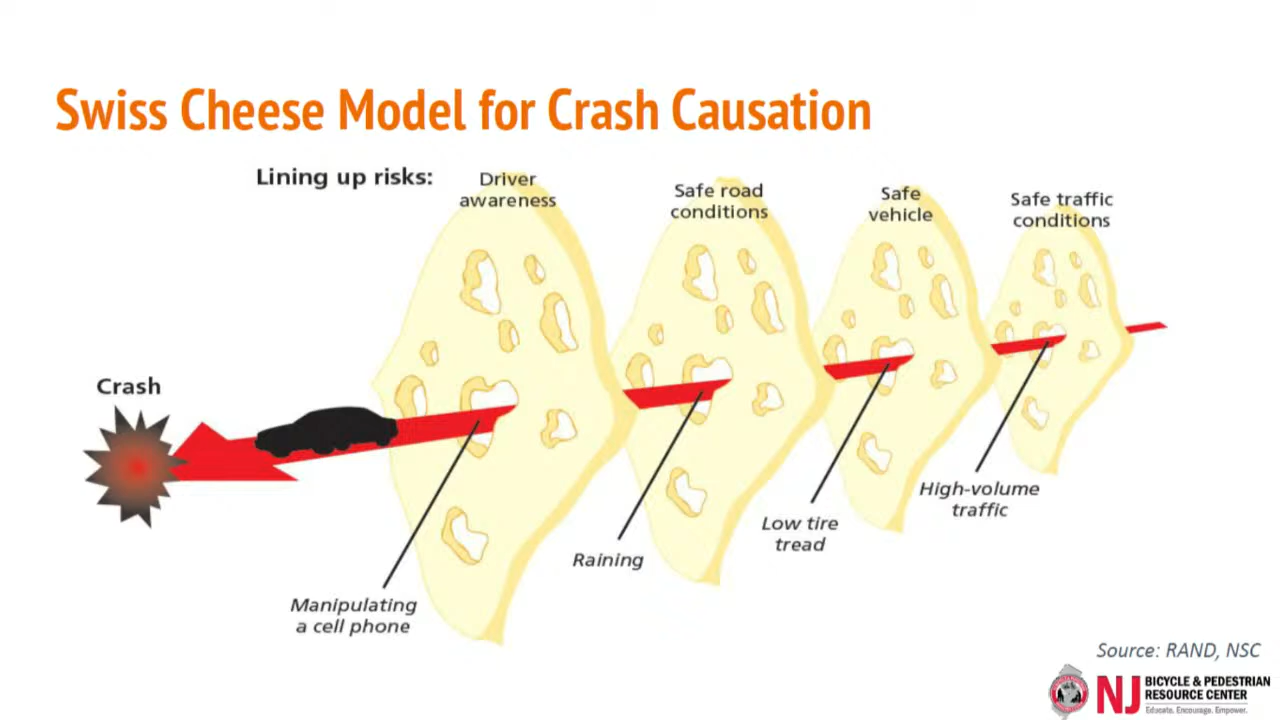 Swiss Cheese Model for Crash Causation
Lining up risks:
Driver
awareness
Safe road
conditions
Safe
vehicle
Safe traffic
conditions
Crash
High-volume
traffic
Low tire
tread
Raining
Manipulating
a cell phone
Source: RAND, NSC
NJ
BICYCLE & PEDESTRIAN
RESOURCE CENTER
Educate. Encourage. Empower.